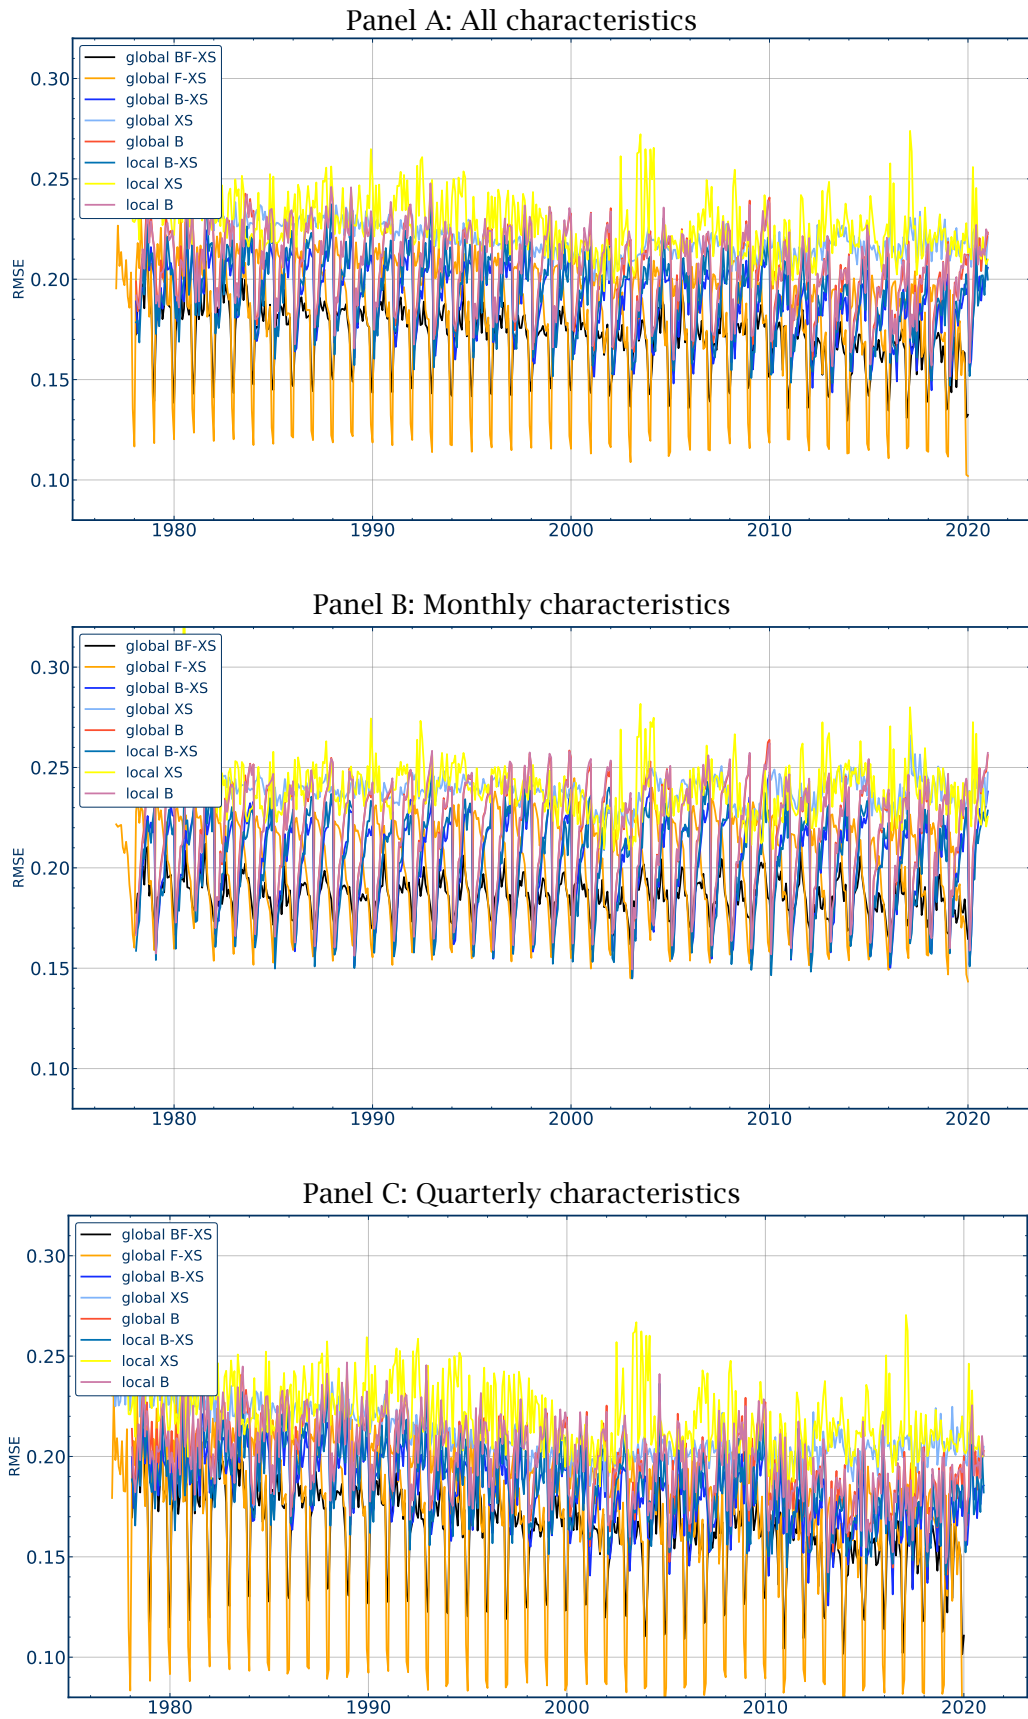 Panel A: All characteristics
global BF-XS
global F-XS
global B-XS
global XS
global B
local B-XS
local XS
local B
0.30
0.25
0.20
0.15
0.10
RMSE
1980 1990 2000 2010 2020
Panel B: Monthly characteristics
global BF-XS
global F-XS
global B-XS
global XS
global B
local B-XS
local XS
local B
0.30
0.25
0.20
0.15
0.10
RMSE
1980 1990 2000 2010 2020
Panel C: Quarterly characteristics
global BF-XS
global F-XS
global B-XS
global XS
global B
local B-XS
local XS
local B
0.30
0.25
0.20
0.15
0.10
RMSE
1980 1990 2000 2010 2020